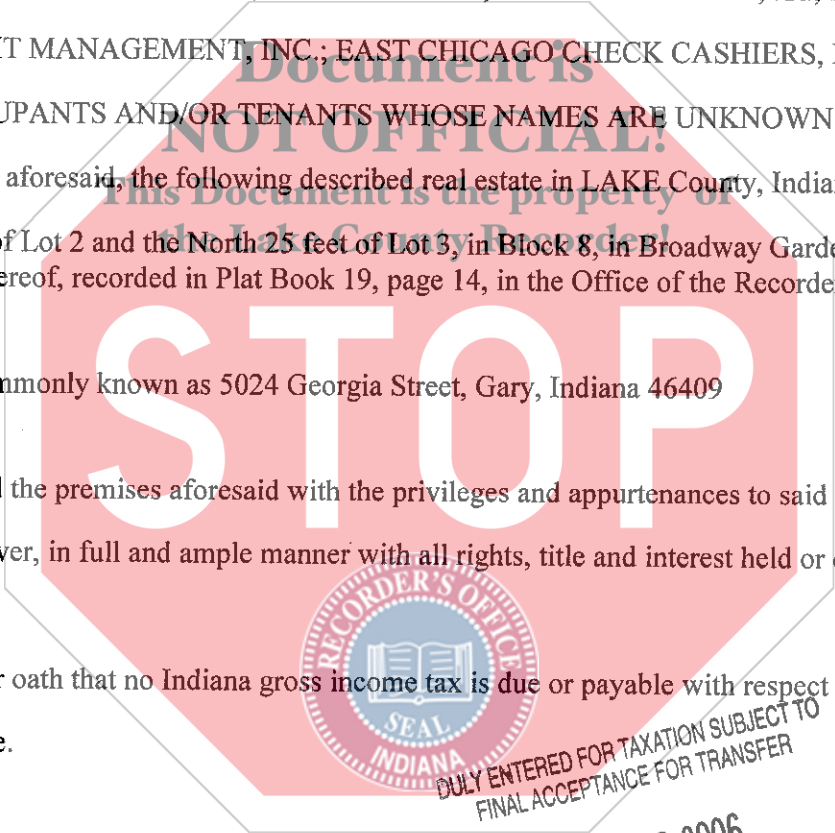 T MANAGEMENT, INC.; EAST CHICAGO CHECK CASHIERS,
Document is
UPANTS AND/OR TENANTS WHOSE NAMES ARE UNKNOWN
NOT OFFICIAL!
aforesaid, the following described real estate in LAKE County, India
This Document is the property of
of Lot 2 and the North 25 feet of Lot 3, in Block 8, in Broadway Garde
the Lake County Recorder!
ereof, recorded in Plat Book 19, page 14, in the Office of the Recorde
STOP
mmonly known as 5024 Georgia Street, Gary, Indiana 46409
the premises aforesaid with the privileges and appurtenances to said
ver, in full and ample manner with all rights, title and interest held or
RECORDER'S OFFICE
SEAL
INDIANA
oath that no Indiana gross income tax is due or payable with respect
e.
DULY ENTERED FOR TAXATION SUBJECT TO
FINAL ACCEPTANCE FOR TRANSFER